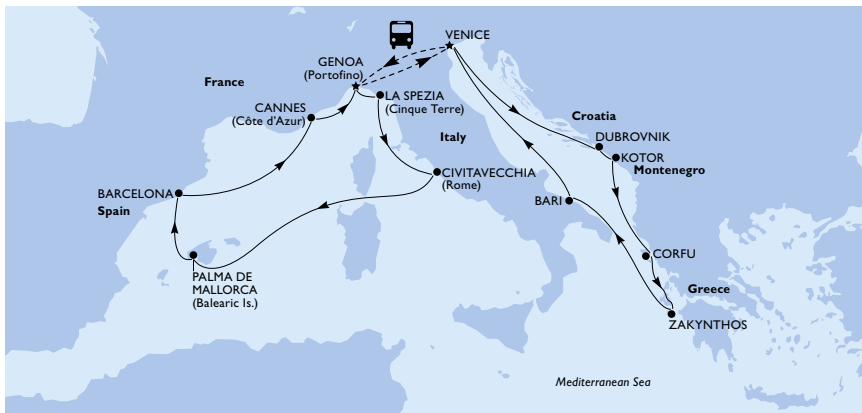 VENICE
GENOA
(Portofino)
France
LA SPEZIA
(Cinque Terre)
CANNES
(Côte d'Azur)
Croatia
Italy
DUBROVNIK
KOTOR
Montenegro
CIVITAVECCHIA
(Rome)
BARCELONA
Spain
BARI
CORFU
PALMA DE
MALLORCA
(Balearic Is.)
Greece
ZAKYNTHOS
Mediterranean Sea